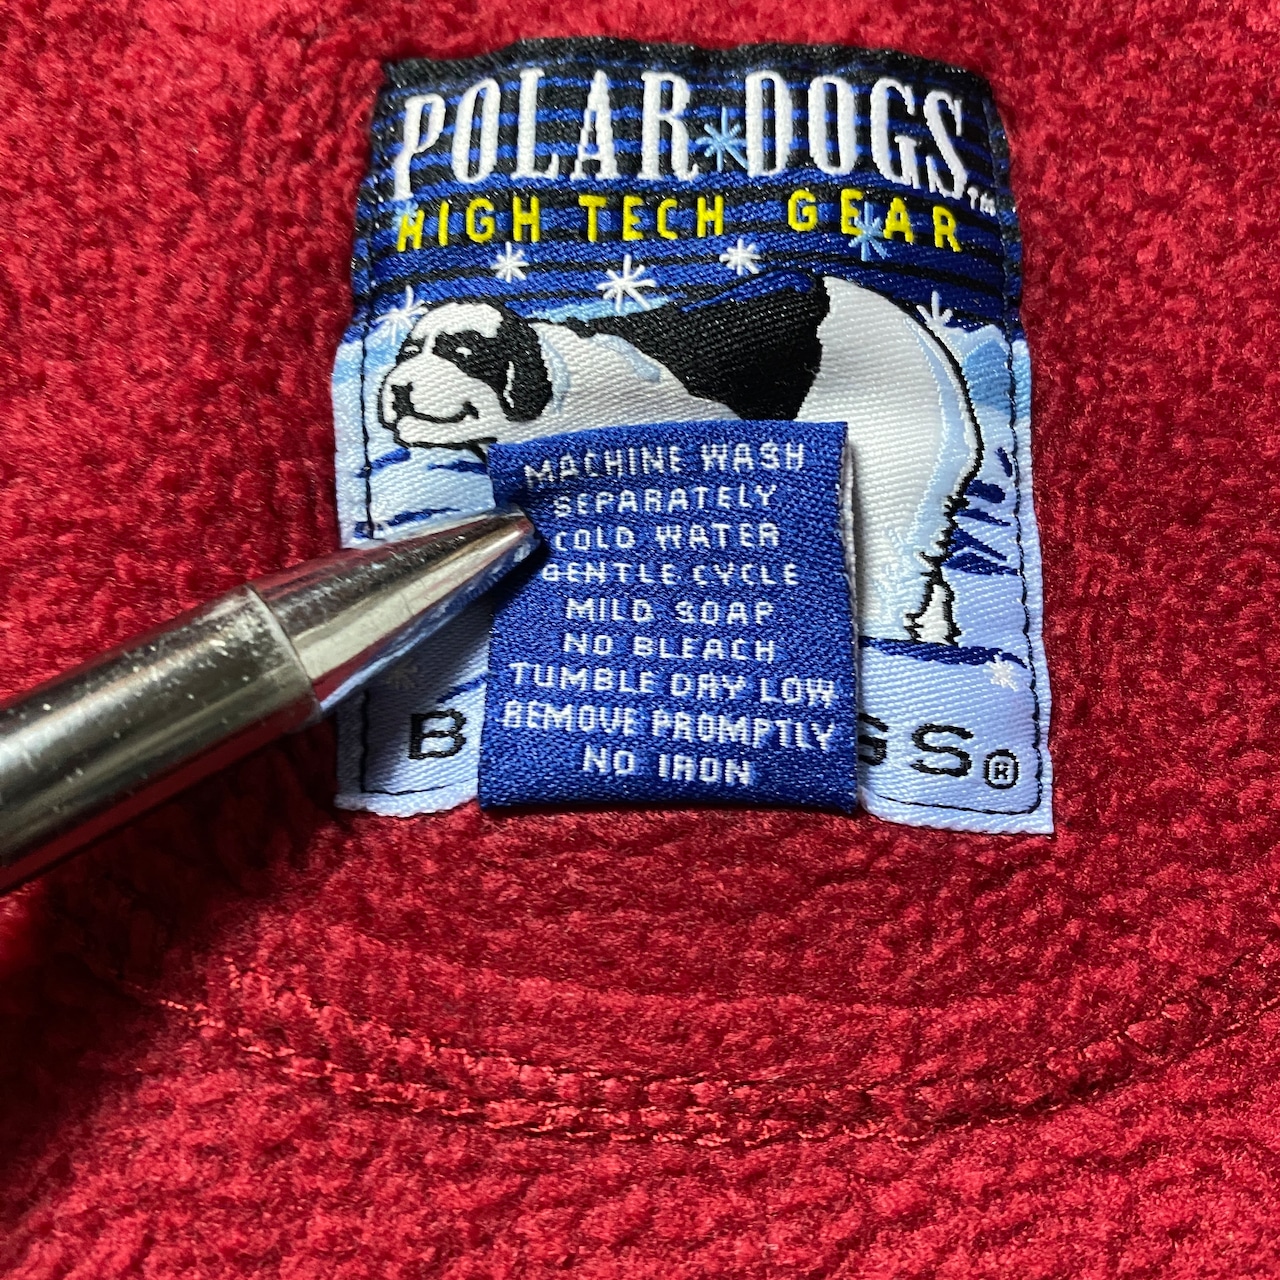 POLAR DOGS™
HIGH TECH GEAR
MACHINE WASH
SEPARATELY
COLD WATER
GENTLE CYCLE
MILD SOAP
NO BLEACH
TUMBLE DRY LOW
REMOVE PROMPTLY
NO IRON